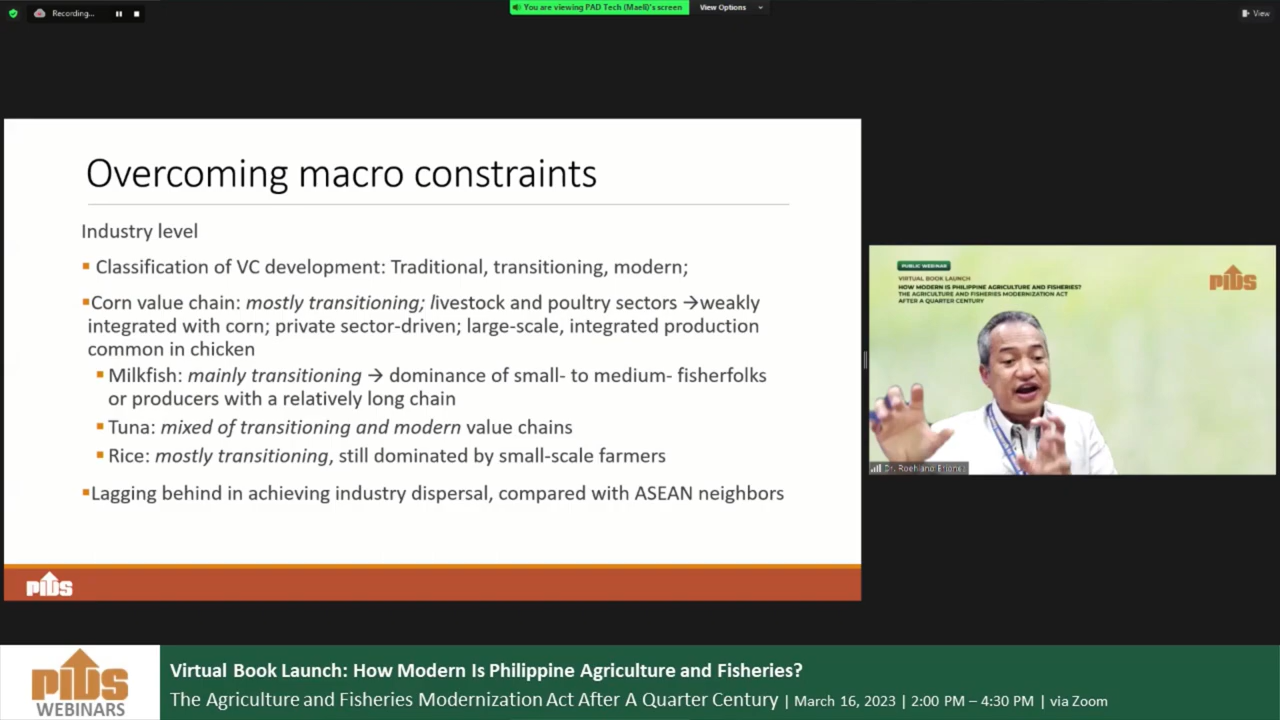 Recording...
You are viewing PAD Tech (Maeli)'s screen
View Options
View
Overcoming macro constraints
Industry level
▪ Classification of VC development: Traditional, transitioning, modern;
▪Corn value chain: mostly transitioning; livestock and poultry sectors →weakly
integrated with corn; private sector-driven; large-scale, integrated production
common in chicken
▪ Milkfish: mainly transitioning → dominance of small- to medium- fisherfolks
or producers with a relatively long chain
▪ Tuna: mixed of transitioning and modern value chains
▪ Rice: mostly transitioning, still dominated by small-scale farmers
▪Lagging behind in achieving industry dispersal, compared with ASEAN neighbors
PIDS
PUBLIC WEBINAR
VIRTUAL BOOK LAUNCH
HOW MODERN IS PHILIPPINE AGRICULTURE AND FISHERIES?
THE AGRICULTURE AND FISHERIES MODERNIZATION ACT
AFTER A QUARTER CENTURY
PIDS
Dr. Roehlano Briones
PIDS
WEBINARS
Virtual Book Launch: How Modern Is Philippine Agriculture and Fisheries?
The Agriculture and Fisheries Modernization Act After A Quarter Century | March 16, 2023 | 2:00 PM – 4:30 PM | via Zoom